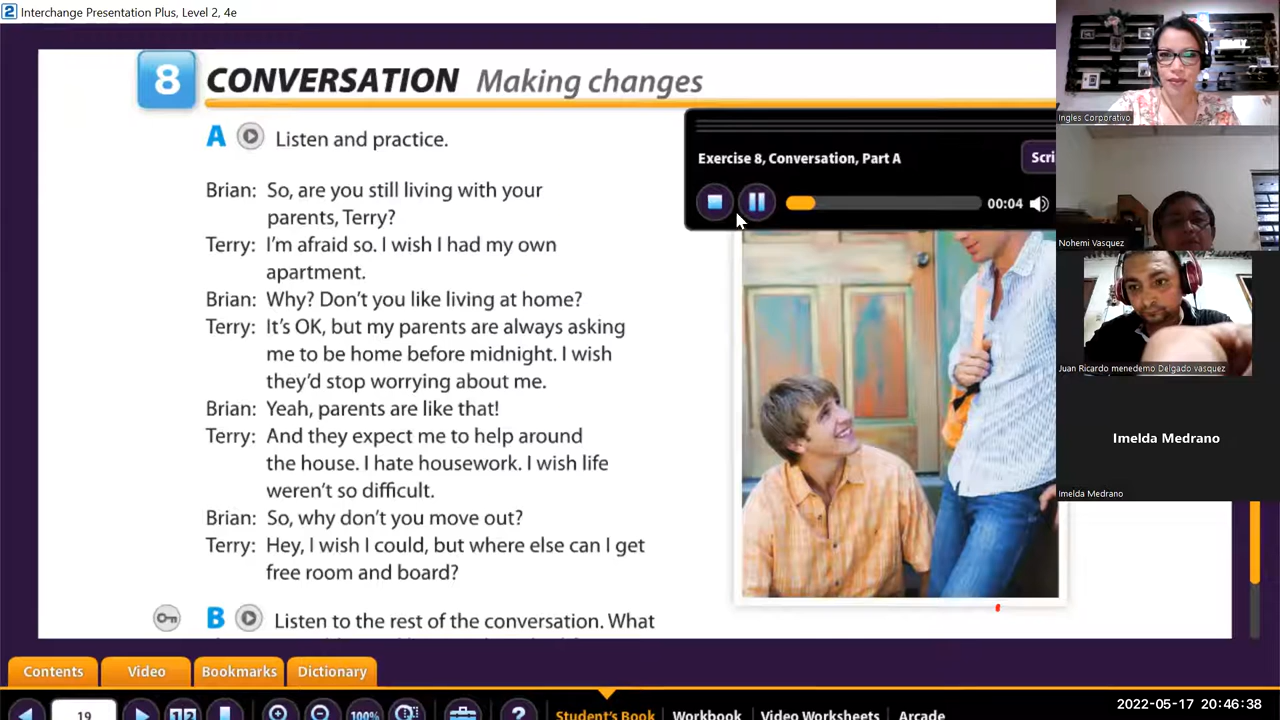 2 Interchange Presentation Plus, Level 2, 4e
8 CONVERSATION Making changes
A Listen and practice.
Brian: So, are you still living with your
parents, Terry?
Terry: I'm afraid so. I wish I had my own
apartment.
Brian: Why? Don't you like living at home?
Terry: It's OK, but my parents are always asking
me to be home before midnight. I wish
they'd stop worrying about me.
Brian: Yeah, parents are like that!
Terry: And they expect me to help around
the house. I hate housework. I wish life
weren't so difficult.
Brian: So, why don't you move out?
Terry: Hey, I wish I could, but where else can I get
free room and board?
B Listen to the rest of the conversation. What
Exercise 8, Conversation, Part A
Scri
00:04
Ingles Corporativo
Nohemi Vasquez
Juan Ricardo menedemo Delgado vasquez
Imelda Medrano
Imelda Medrano
Contents Video Bookmarks Dictionary
19 1 2 100% ? Student's Book Workbook Video Worksheets Arcade
2022-05-17 20:46:38